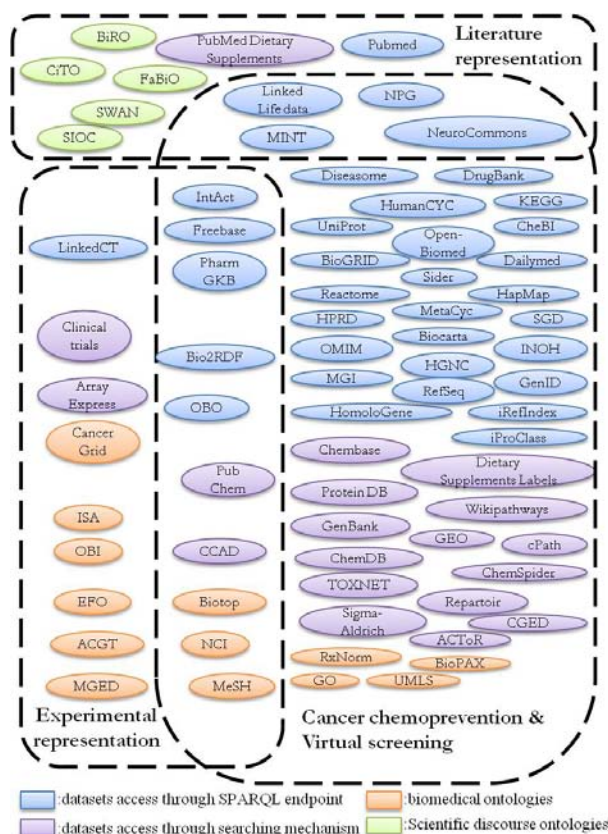 BiRO
PubMed Dietary
Supplements
Pubmed
Literature
representation
CiTO
FaBiO
SWAN
SIOC
Linked
Life data
NPG
MINT
NeuroCommons
IntAct
Freebase
Pharm
GKB
LinkedCT
Bio2RDF
OBO
Clinical
trials
Array
Express
Cancer
Grid
Pub
Chem
ISA
OBI
CCAD
EFO
Biotop
ACGT
NCI
MGED
MeSH
Experimental
representation
Diseasome
DrugBank
HumanCYC
KEGG
UniProt
Open-
Biomed
CheBI
BioGRID
Dailymed
Sider
Reactome
HapMap
MetaCyc
HPRD
SGD
Biocarta
OMIM
INOH
HGNC
MGI
GenID
RefSeq
HomoloGene
iRefIndex
iProClass
Chembase
Dietary
Supplements Labels
Protein DB
Wikipathways
GenBank
GEO
cPath
ChemDB
ChemSpider
TOXNET
Repartoir
Sigma-
Aldrich
CGED
ACToR
RxNorm
BioPAX
GO
UMLS
Cancer chemoprevention &
Virtual screening
:datasets access through SPARQL endpoint
:biomedical ontologies
:datasets access through searching mechanism
:Scientific discourse ontologies